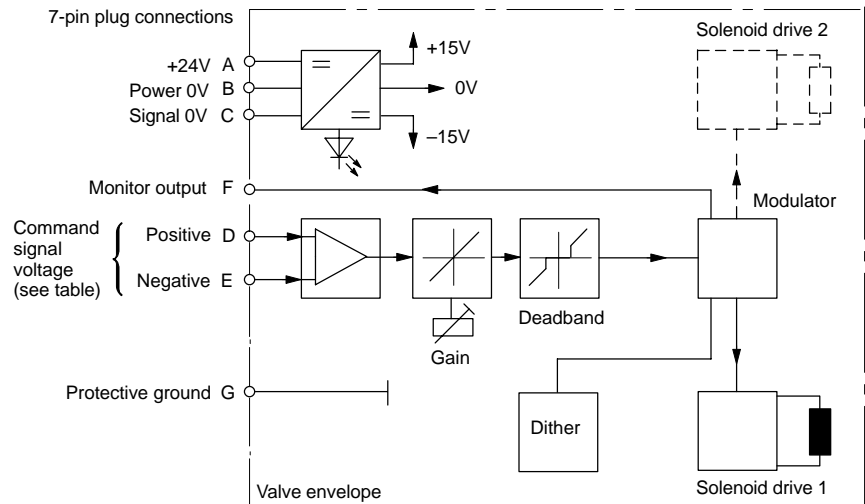 7-pin plug connections
Solenoid drive 2
+24V A
Power 0V B
Signal 0V C
+15V
0V
–15V
Monitor output F
Modulator
Command
signal
voltage
(see table)
Positive D
Negative E
Gain
Deadband
Protective ground G
Dither
Valve envelope
Solenoid drive 1